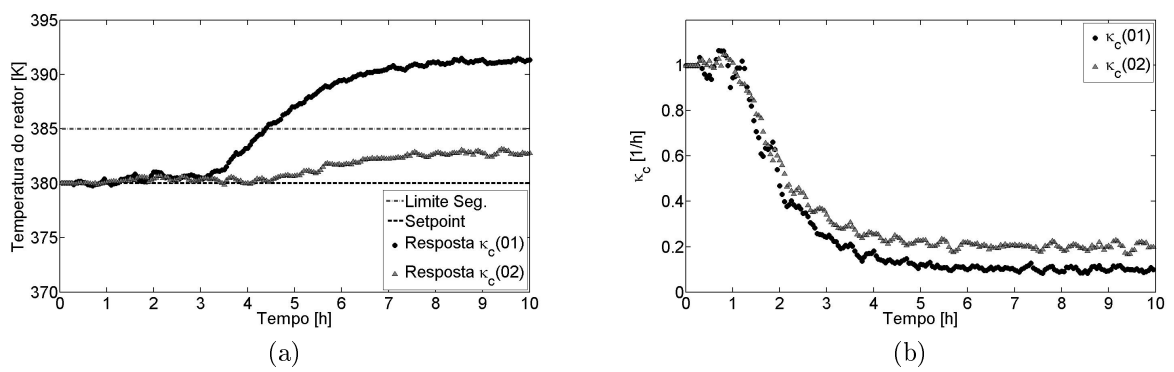 395
390
385
380
375
370
Temperatura do reator [K]
0 1 2 3 4 5 6 7 8 9 10
Tempo [h]
Limite Seg.
Setpoint
Resposta κc(01)
Resposta κc(02)
(a)
1
0.8
0.6
0.4
0.2
0
κc [1/h]
0 1 2 3 4 5 6 7 8 9 10
Tempo [h]
κc(01)
κc(02)
(b)